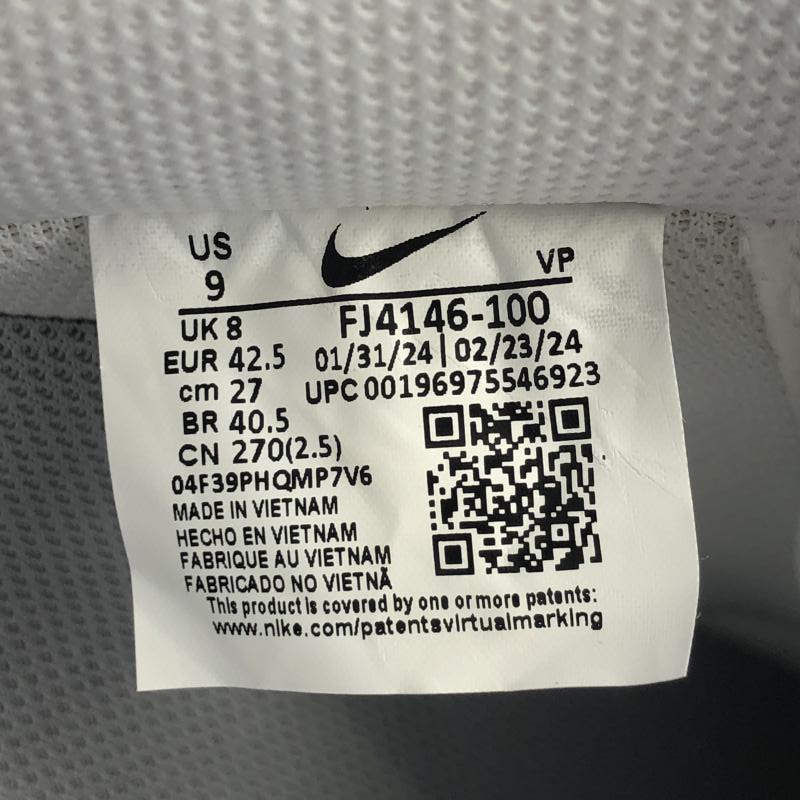 US
9
VP
UK 8
FJ4146-100
EUR 42.5
01/31/24 | 02/23/24
cm 27
UPC 00196975546923
BR 40.5
CN 270(2.5)
04F39PHQMP7V6
MADE IN VIETNAM
HECHO EN VIETNAM
FABRIQUE AU VIETNAM
FABRICADO NO VIETNÃ
This product is covered by one or more patents:
www.nike.com/patentsvirtualmarking